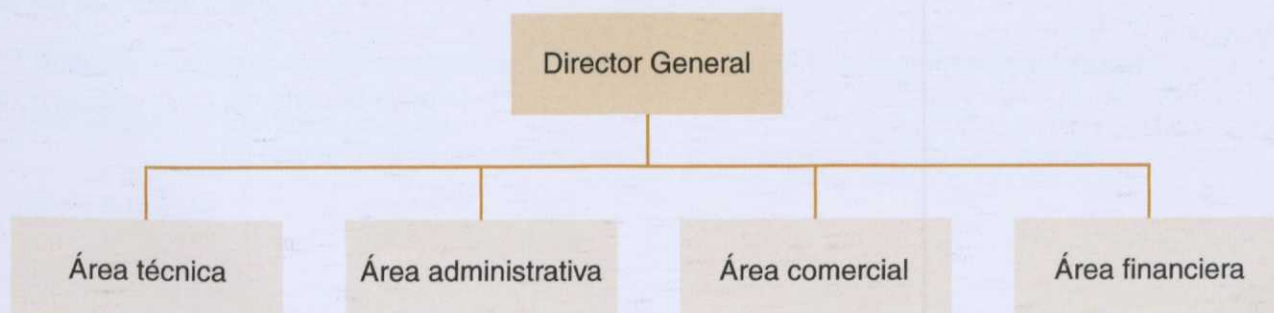 Director General
Área técnica
Área administrativa
Área comercial
Área financiera